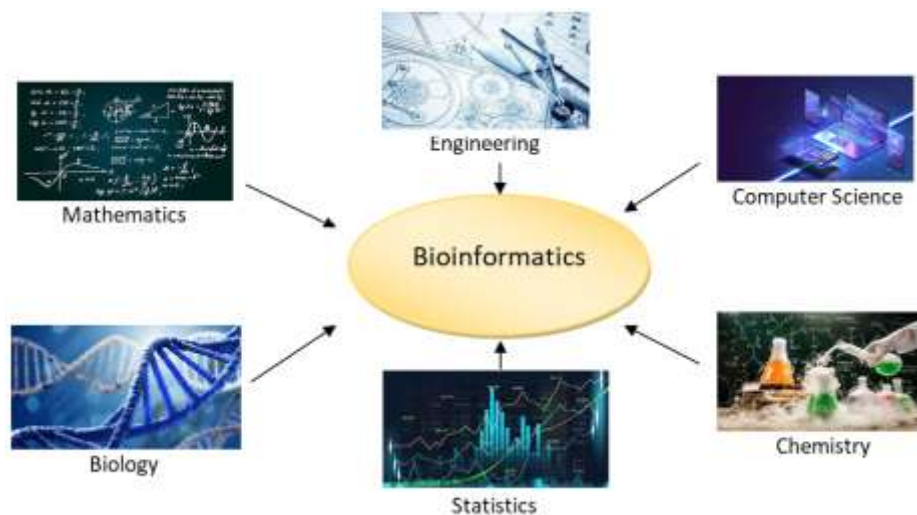 Engineering
Mathematics
Computer Science
Bioinformatics
Biology
Chemistry
Statistics